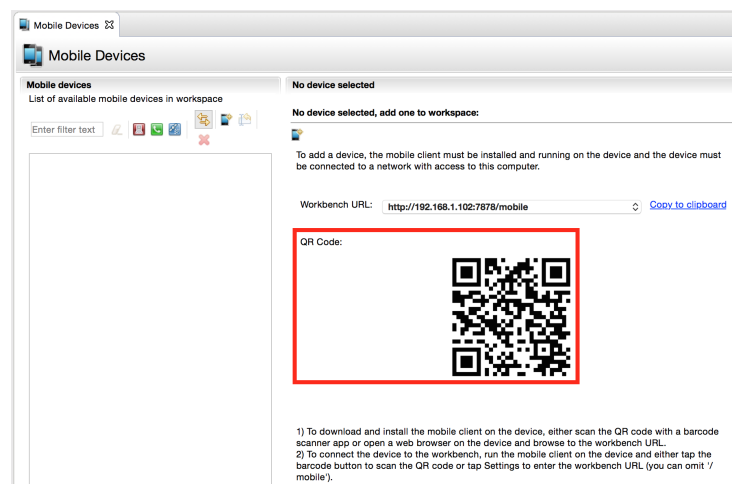 Mobile Devices
Mobile Devices
Mobile devices
List of available mobile devices in workspace
Enter filter text
No device selected
No device selected, add one to workspace:
To add a device, the mobile client must be installed and running on the device and the device must
be connected to a network with access to this computer.
Workbench URL: http://192.168.1.102:7878/mobile Copy to clipboard
QR Code:
1) To download and install the mobile client on the device, either scan the QR code with a barcode
scanner app or open a web browser on the device and browse to the workbench URL.
2) To connect the device to the workbench, run the mobile client on the device and either tap the
barcode button to scan the QR code or tap Settings to enter the workbench URL (you can omit '/
mobile').